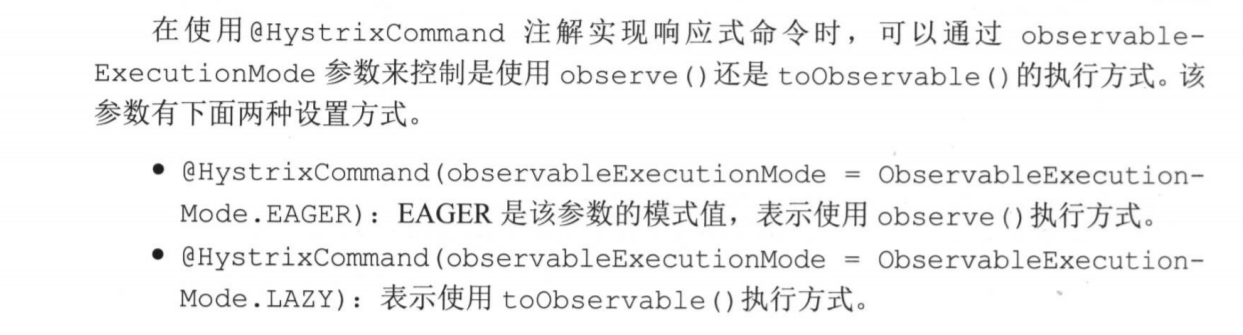 在使用@HystrixCommand 注解实现响应式命令时，可以通过 observable-
ExecutionMode 参数来控制是使用 observe()还是 toObservable()的执行方式。该
参数有下面两种设置方式。
● @HystrixCommand(observableExecutionMode = ObservableExecution-
Mode.EAGER)：EAGER 是该参数的模式值，表示使用 observe()执行方式。
● @HystrixCommand(observableExecutionMode = ObservableExecution-
Mode.LAZY)：表示使用 toObservable()执行方式。